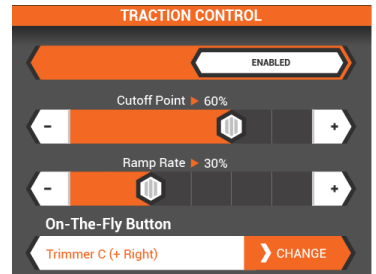 TRACTION CONTROL
ENABLED
Cutoff Point ▶ 60%
- +
Ramp Rate ▶ 30%
- +
On-The-Fly Button
Trimmer C (+ Right) ❯ CHANGE